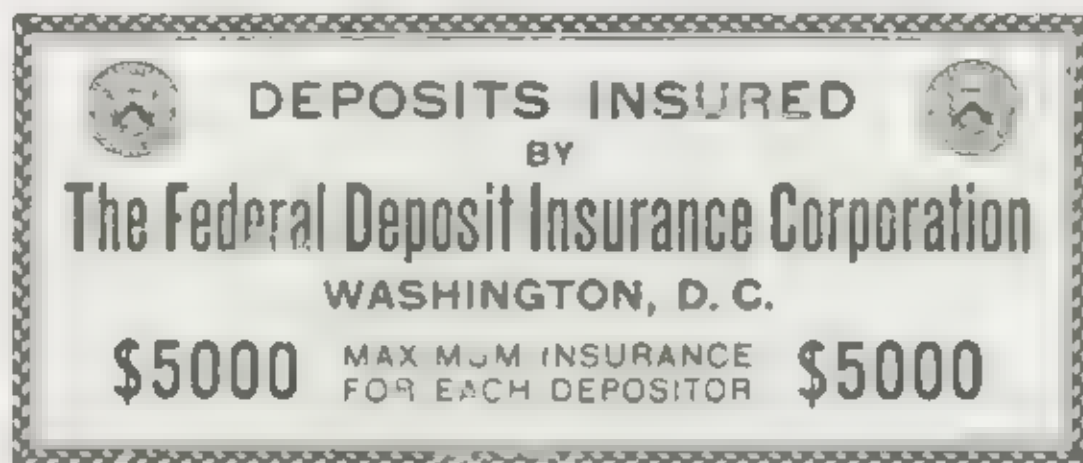 DEPOSITS INSURED
BY
The Federal Deposit Insurance Corporation
WASHINGTON, D. C.
$5000 MAXIMUM INSURANCE $5000
FOR EACH DEPOSITOR